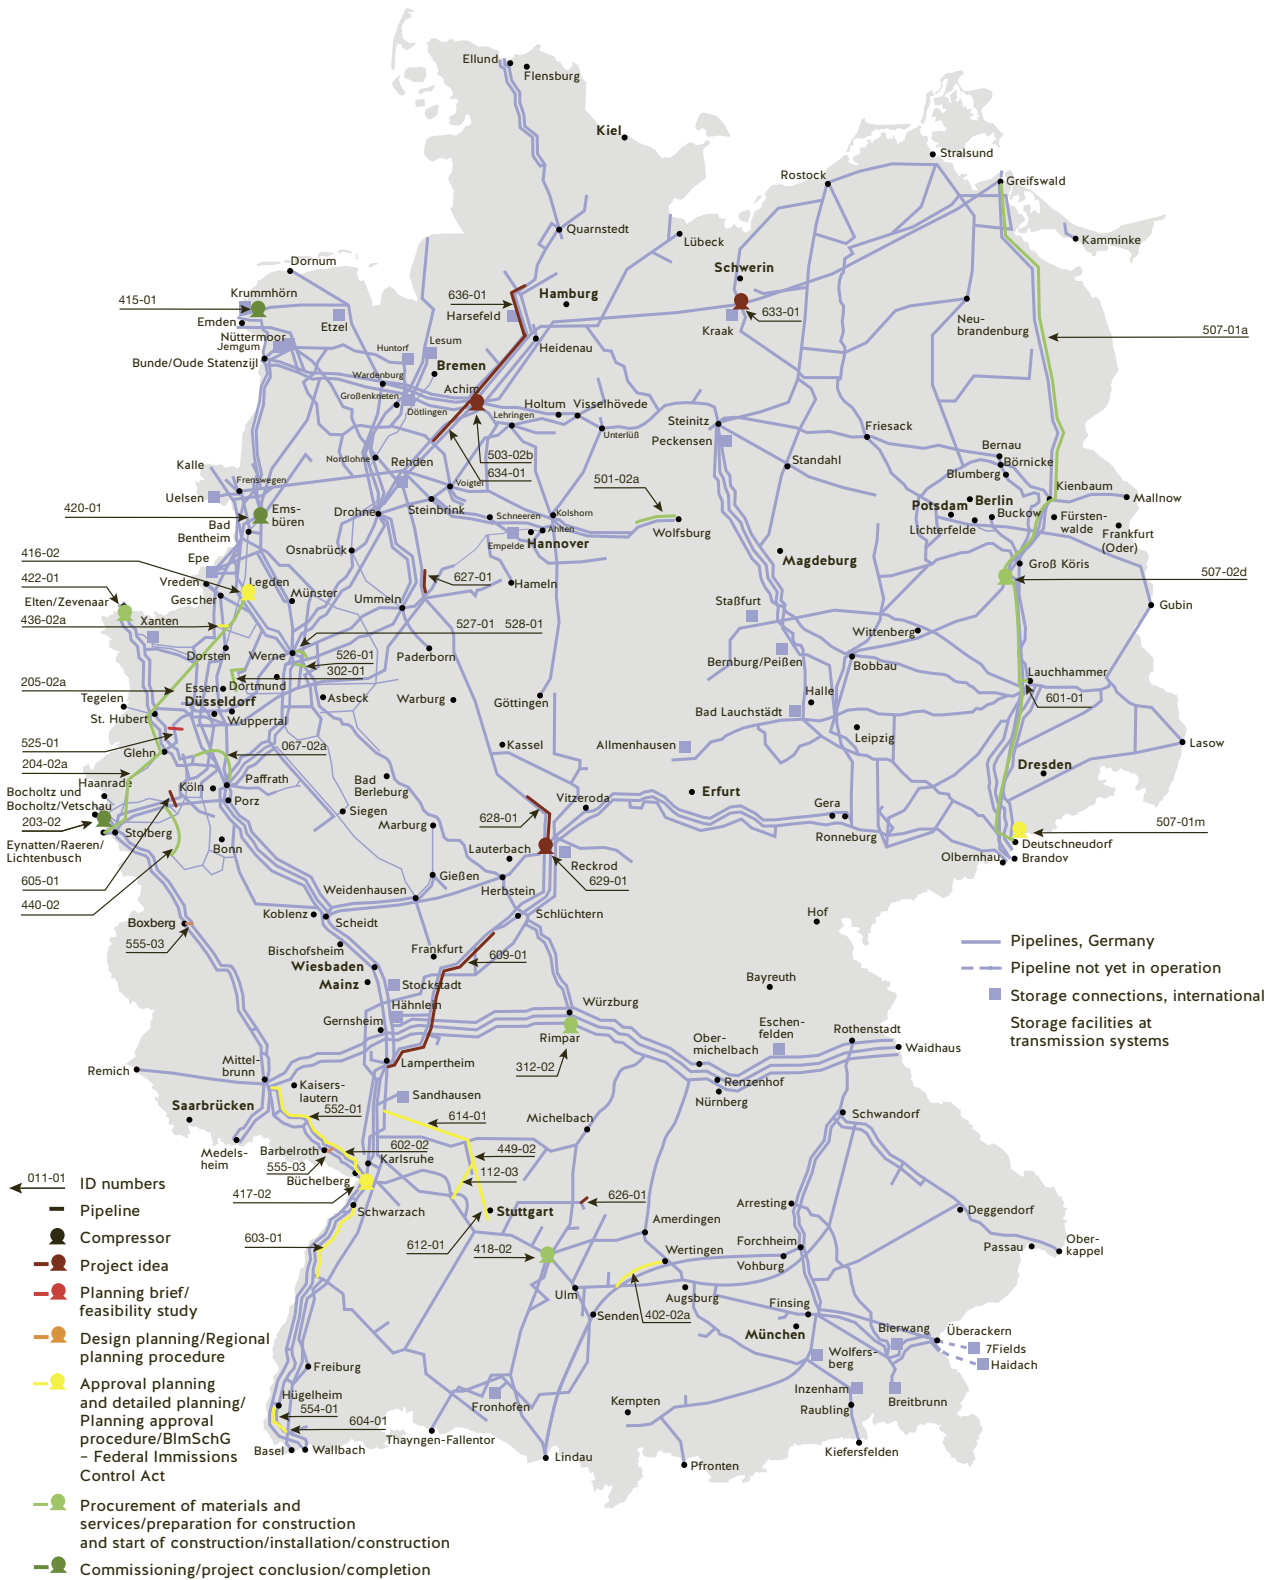 Ellund
Flensburg
Kiel
Stralsund
Rostock
Greifswald
Quarnstedt
Lübeck
Kamminke
Dornum
Schwerin
Krummhörn
415-01
636-01
Hamburg
Harsefeld
Emden
Etzel
633-01
Kraak
Neu-
brandenburg
507-01a
Nüttermoor
Jemgum
Huntorf
Lesum
Heidenau
Bunde/Oude Statenzijl
Bremen
Wardenburg
Achim
Großenkneten
Dötlingen
Lehringen
Holtum
Visselhövede
Unterlüß
Steinitz
Peckensen
Friesack
Bernau
Börnicke
Blumberg
Kalle
Nordlohne
Rehden
503-02b
634-01
Standahl
501-02a
Frenswegen
Voigtei
Uelsen
Kienbaum
Mallnow
Berlin
Potsdam
Buckow
Lichterfelde
Fürsten-
walde
Frankfurt
(Oder)
420-01
Ems-
büren
Drohne
Steinbrink
Schneeren
Kolshorn
Ahlten
Empelde
Hannover
Wolfsburg
Bad
Bentheim
Osnabrück
Magdeburg
Groß Köris
416-02
Epe
507-02d
422-01
Vreden
Legden
627-01
Hameln
Gescher
Münster
Ummeln
Staßfurt
Gubin
Elten/Zevenaar
436-02a
Xanten
527-01 528-01
Wittenberg
Dorsten
Werne
526-01
Paderborn
Bernburg/Peißen
Bobbau
302-01
Lauchhammer
205-02a
Essen
Dortmund
Tegelen
Düsseldorf
Asbeck
Warburg
Göttingen
Halle
601-01
St. Hubert
Wuppertal
Bad Lauchstädt
525-01
067-02a
Kassel
Allmenhausen
Leipzig
Lasow
Glehn
204-02a
Haanrade
Köln
Paffrath
Bad
Berleburg
Dresden
Bocholtz und
Bocholtz/Vetschau
Porz
Siegen
Vitzeroda
Erfurt
Gera
203-02
Stolberg
628-01
Marburg
Ronneburg
507-01m
Eynatten/Raeren/
Lichtenbusch
Bonn
Lauterbach
Reckrod
Deutschneudorf
Olbernhau
Brandov
605-01
Weidenhausen
Gießen
629-01
Herbstein
440-02
Koblenz
Scheidt
Schlüchtern
Hof
Boxberg
555-03
Bischofsheim
Frankfurt
609-01
Wiesbaden
Mainz
Stockstadt
Bayreuth
Hähnlein
Gernsheim
Würzburg
Rimpar
Eschen-
felden
Rothenstadt
Ober-
michelbach
Waidhaus
Mittel-
brunn
Lampertheim
312-02
Remich
Kaisers-
lautern
Renzenhof
Nürnberg
Sandhausen
Saarbrücken
552-01
614-01
Michelbach
Schwandorf
Medels-
heim
Barbelroth
602-02
449-02
555-03
Karlsruhe
Büchelberg
112-03
417-02
626-01
Arresting
Deggendorf
Schwarzach
Stuttgart
603-01
612-01
418-02
Amerdingen
Forchheim
Vohburg
Passau
Ober-
kappel
Wertingen
Ulm
Augsburg
Finsing
Senden
402-02a
München
Bierwang
Überackern
7Fields
Haidach
Wolfers-
berg
Freiburg
Hügelheim
Fronhofen
Kempten
Inzenham
Raubling
Breitbrunn
554-01
604-01
Basel
Wallbach
Thayngen-Fallentor
Lindau
Pfronten
Kiefersfelden
Pipelines, Germany
Pipeline not yet in operation
Storage connections, international
Storage facilities at
transmission systems
011-01
ID numbers
Pipeline
Compressor
Project idea
Planning brief/
feasibility study
Design planning/Regional
planning procedure
Approval planning
and detailed planning/
Planning approval
procedure/BImSchG
– Federal Immissions
Control Act
Procurement of materials and
services/preparation for construction
and start of construction/installation/construction
Commissioning/project conclusion/completion